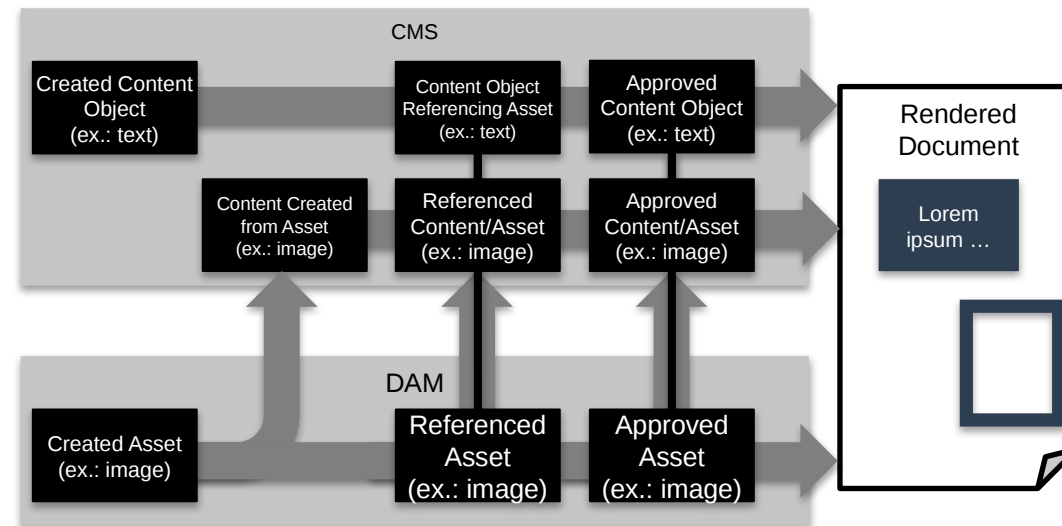 CMS
Created Content
Object
(ex.: text)
Content Object
Referencing Asset
(ex.: text)
Approved
Content Object
(ex.: text)
Content Created
from Asset
(ex.: image)
Referenced
Content/Asset
(ex.: image)
Approved
Content/Asset
(ex.: image)
DAM
Created Asset
(ex.: image)
Referenced
Asset
(ex.: image)
Approved
Asset
(ex.: image)
Rendered
Document
Lorem
ipsum …